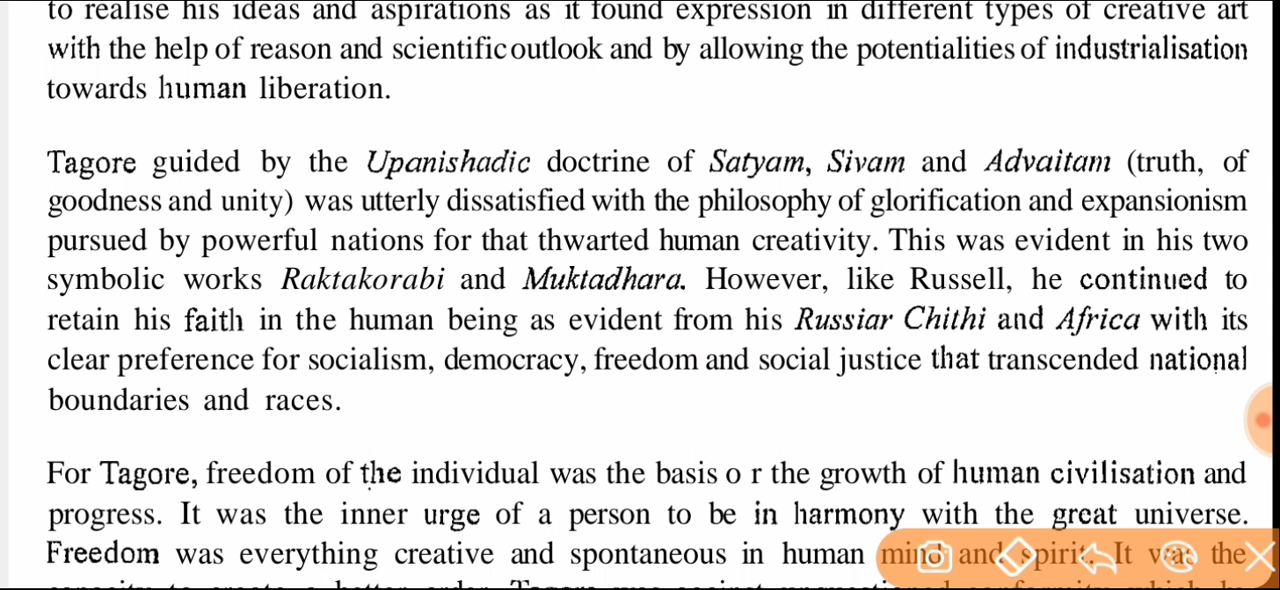 to realise his ideas and aspirations as it found expression in different types of creative art
with the help of reason and scientific outlook and by allowing the potentialities of industrialisation
towards human liberation.
Tagore guided by the Upanishadic doctrine of Satyam, Sivam and Advaitam (truth, of
goodness and unity) was utterly dissatisfied with the philosophy of glorification and expansionism
pursued by powerful nations for that thwarted human creativity. This was evident in his two
symbolic works Raktakorabi and Muktadhara. However, like Russell, he continued to
retain his faith in the human being as evident from his Russiar Chithi and Africa with its
clear preference for socialism, democracy, freedom and social justice that transcended national
boundaries and races.
For Tagore, freedom of the individual was the basis o r the growth of human civilisation and
progress. It was the inner urge of a person to be in harmony with the great universe.
Freedom was everything creative and spontaneous in human mind and spirit. It was the